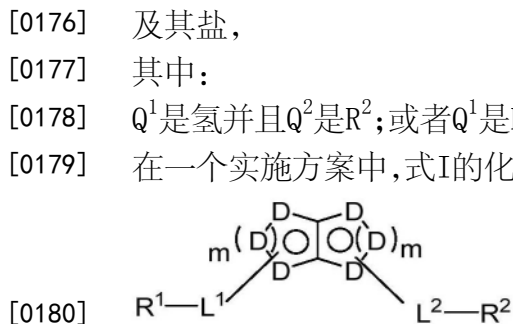 [0176] 及其盐,
[0177] 其中:
[0178] Q¹是氢并且Q²是R²;或者Q¹是
[0179] 在一个实施方案中,式I的化
D D
m(D) (D)m
D D
[0180] R¹—L¹ L²—R²